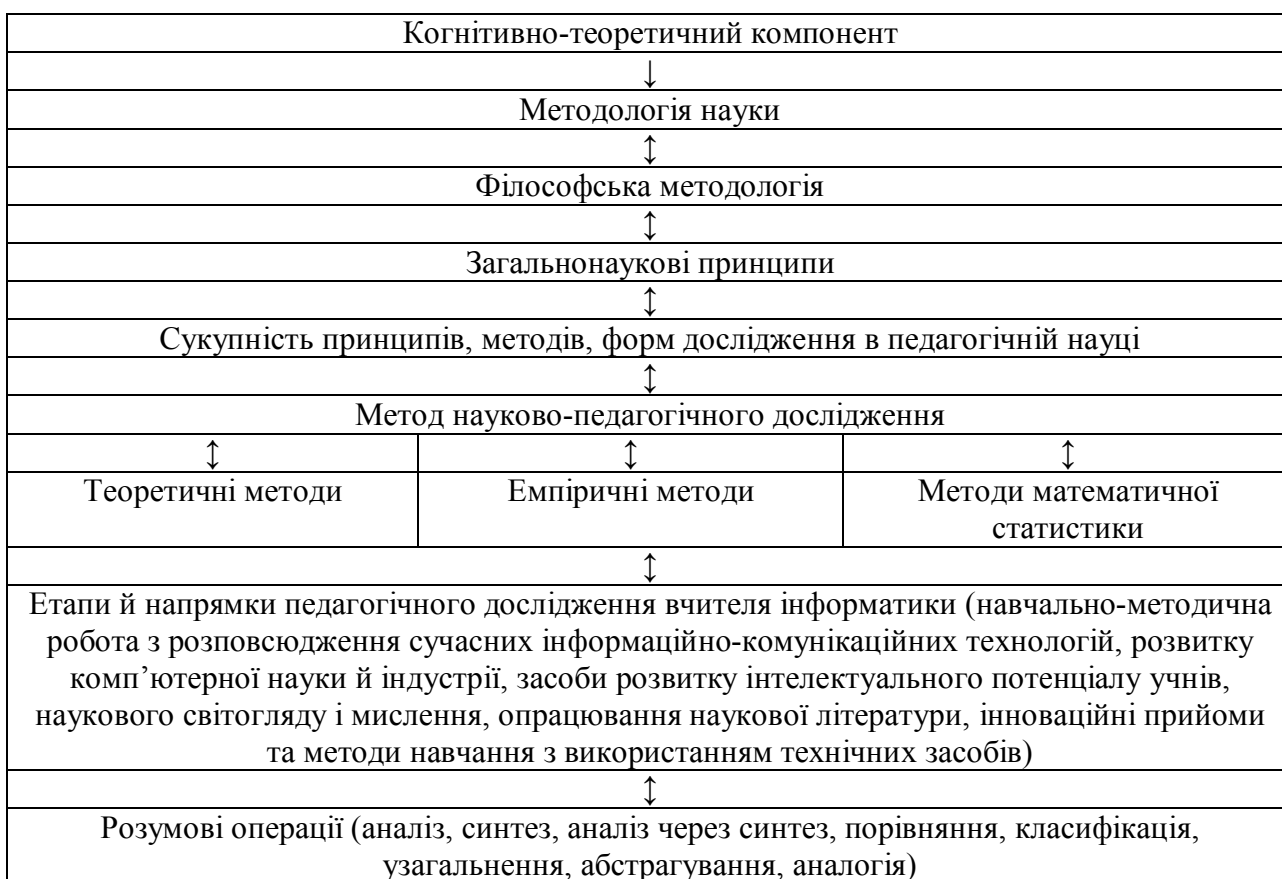 Когнітивно-теоретичний компонент
↓
Методологія науки
↕
Філософська методологія
↕
Загальнонаукові принципи
↕
Сукупність принципів, методів, форм дослідження в педагогічній науці
↕
Метод науково-педагогічного дослідження
↕ ↕ ↕
Теоретичні методи Емпіричні методи Методи математичної
статистики
↕
Етапи й напрямки педагогічного дослідження вчителя інформатики (навчально-методична
робота з розповсюдження сучасних інформаційно-комунікаційних технологій, розвитку
комп’ютерної науки й індустрії, засоби розвитку інтелектуального потенціалу учнів,
наукового світогляду і мислення, опрацювання наукової літератури, інноваційні прийоми
та методи навчання з використанням технічних засобів)
↕
Розумові операції (аналіз, синтез, аналіз через синтез, порівняння, класифікація,
узагальнення, абстрагування, аналогія)